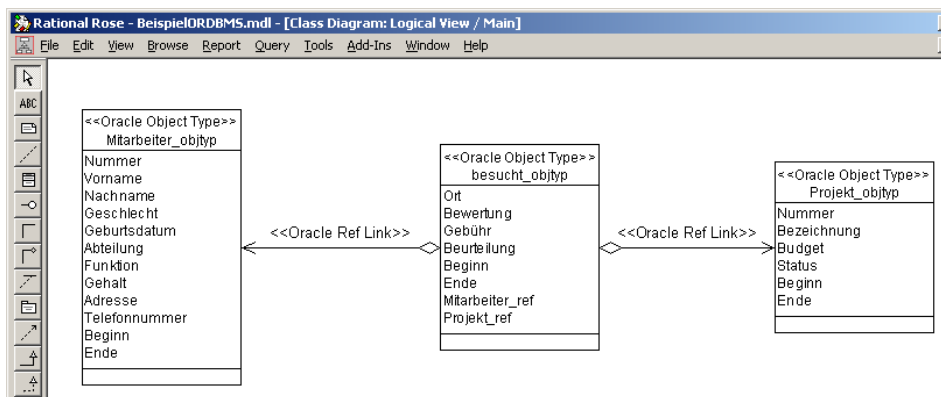 Rational Rose - BeispielORDBMS.mdl - [Class Diagram: Logical View / Main]
File Edit View Browse Report Query Tools Add-Ins Window Help
ABC
<<Oracle Object Type>>
Mitarbeiter_objtyp
Nummer
Vorname
Nachname
Geschlecht
Geburtsdatum
Abteilung
Funktion
Gehalt
Adresse
Telefonnummer
Beginn
Ende
<<Oracle Ref Link>>
<<Oracle Object Type>>
besucht_objtyp
Ort
Bewertung
Gebühr
Beurteilung
Beginn
Ende
Mitarbeiter_ref
Projekt_ref
<<Oracle Ref Link>>
<<Oracle Object Type>>
Projekt_objtyp
Nummer
Bezeichnung
Budget
Status
Beginn
Ende